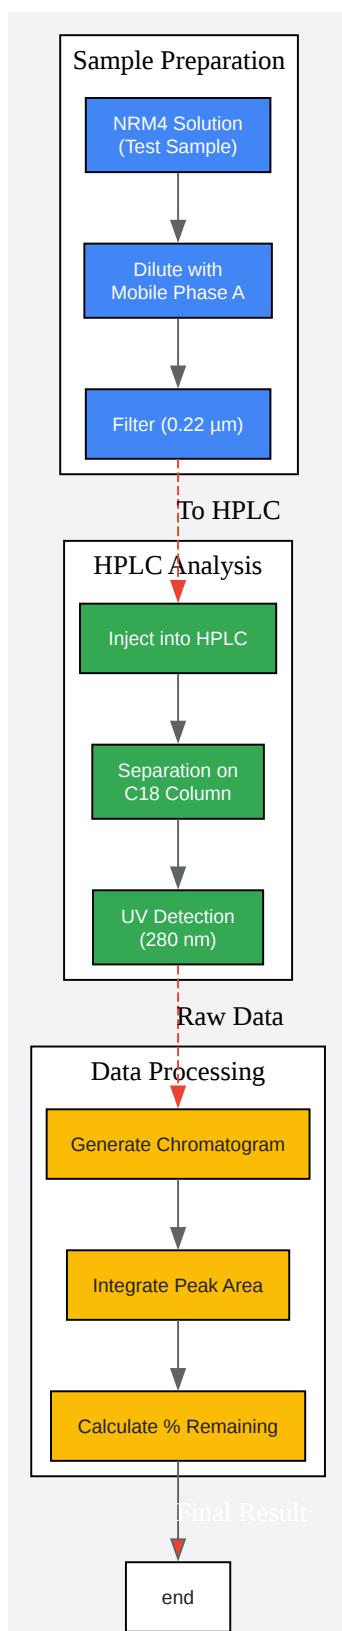 Sample Preparation
NRM4 Solution
(Test Sample)
Dilute with
Mobile Phase A
Filter (0.22 µm)
To HPLC
HPLC Analysis
Inject into HPLC
Separation on
C18 Column
UV Detection
(280 nm)
Raw Data
Data Processing
Generate Chromatogram
Integrate Peak Area
Calculate % Remaining
Final Result
end